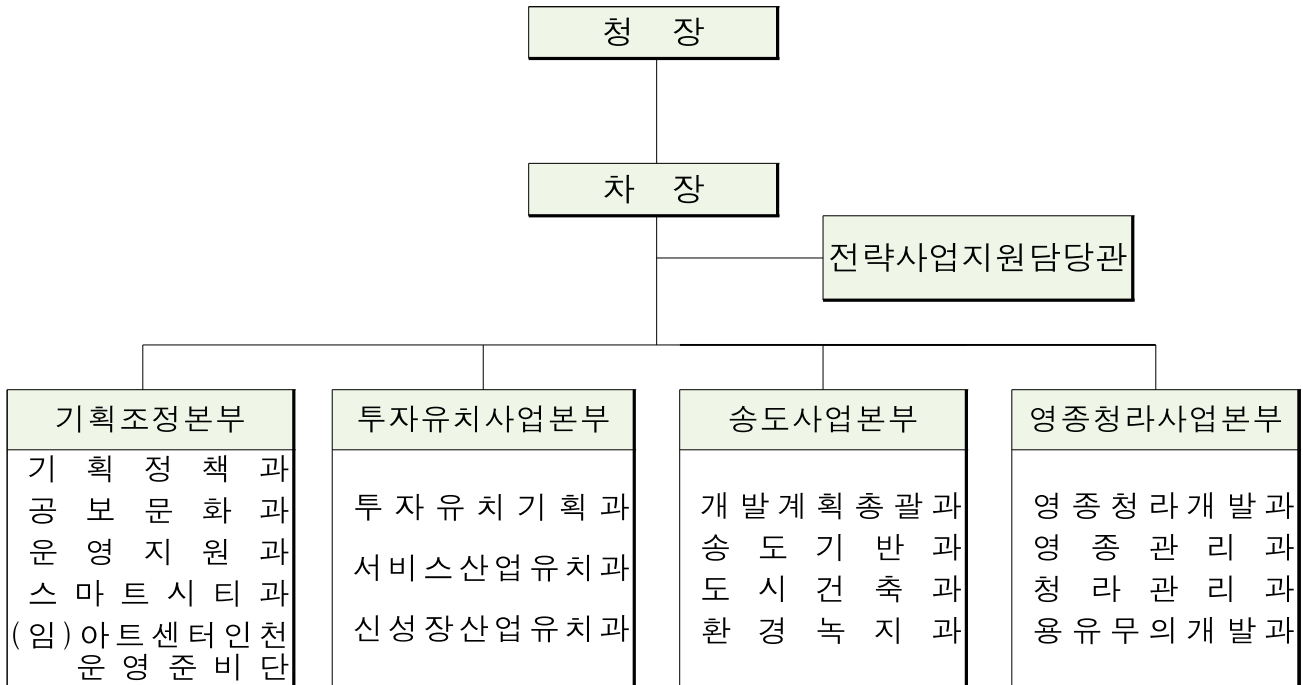 청 장
차 장
전략사업지원담당관
기획조정본부
기획정책과
공보문화과
운영지원과
스마트시티과
(임)아트센터인천
운영준비단
투자유치사업본부
투자유치기획과
서비스산업유치과
신성장산업유치과
송도사업본부
개발계획총괄과
송도기반과
도시건축과
환경녹지과
영종청라사업본부
영종청라개발과
영종관리과
청라관리과
용유무의개발과